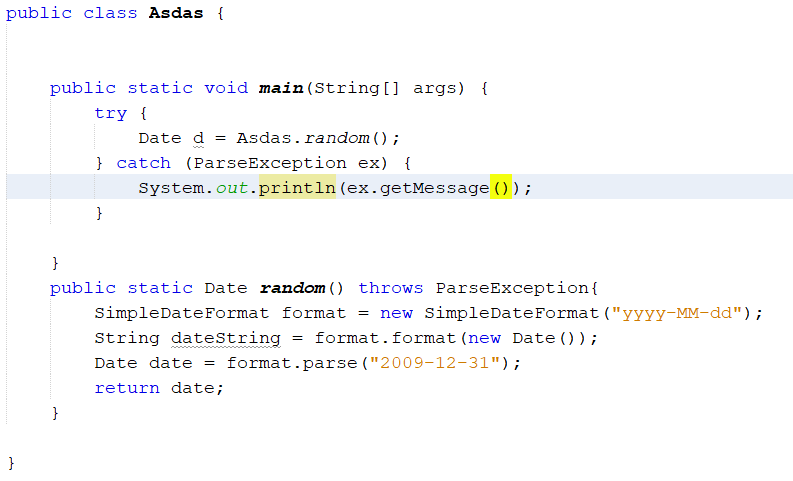 public class Asdas {
public static void main(String[] args) {
try {
Date d = Asdas.random();
} catch (ParseException ex) {
System.out.println(ex.getMessage());
}
}
public static Date random() throws ParseException{
SimpleDateFormat format = new SimpleDateFormat("yyyy-MM-dd");
String dateString = format.format(new Date());
Date date = format.parse("2009-12-31");
return date;
}
}